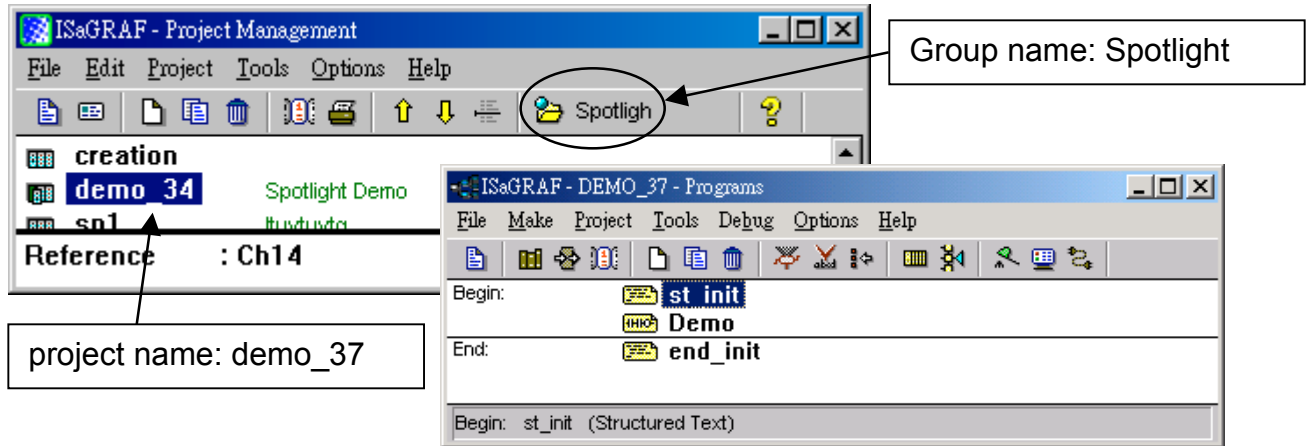 ISaGRAF - Project Management
File Edit Project Tools Options Help
Spotligh
Group name: Spotlight
creation
demo_34 Spotlight Demo
sp1
Reference : Ch14
project name: demo_37
ISaGRAF - DEMO_37 - Programs
File Make Project Tools Debug Options Help
Begin: st_init
Demo
End: end_init
Begin: st_init (Structured Text)